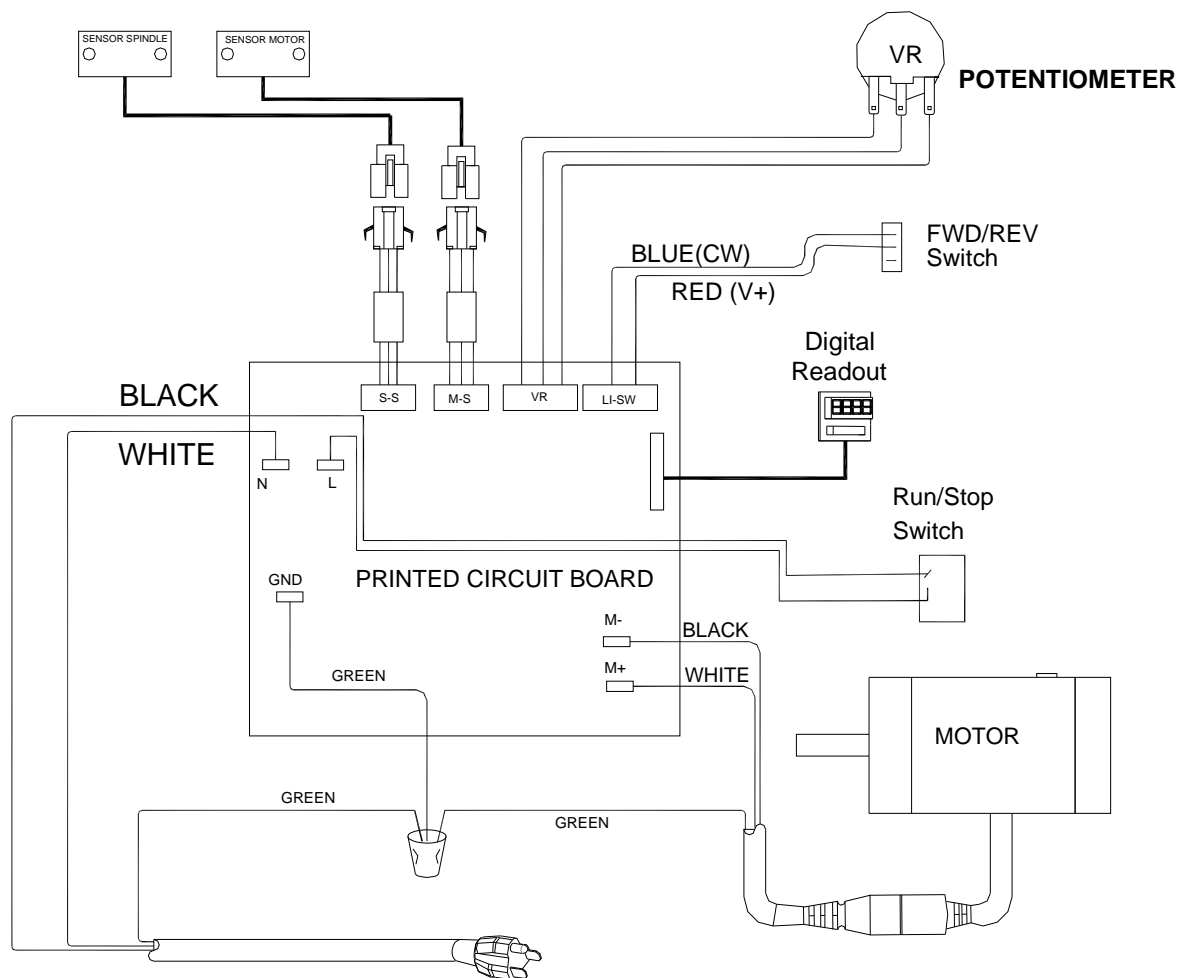 SENSOR SPINDLE
SENSOR MOTOR
VR
POTENTIOMETER
FWD/REV
Switch
BLUE(CW)
RED (V+)
Digital
Readout
BLACK
WHITE
S-S
M-S
VR
LI-SW
N
L
Run/Stop
Switch
GND
PRINTED CIRCUIT BOARD
M-
BLACK
M+
WHITE
GREEN
MOTOR
GREEN
GREEN